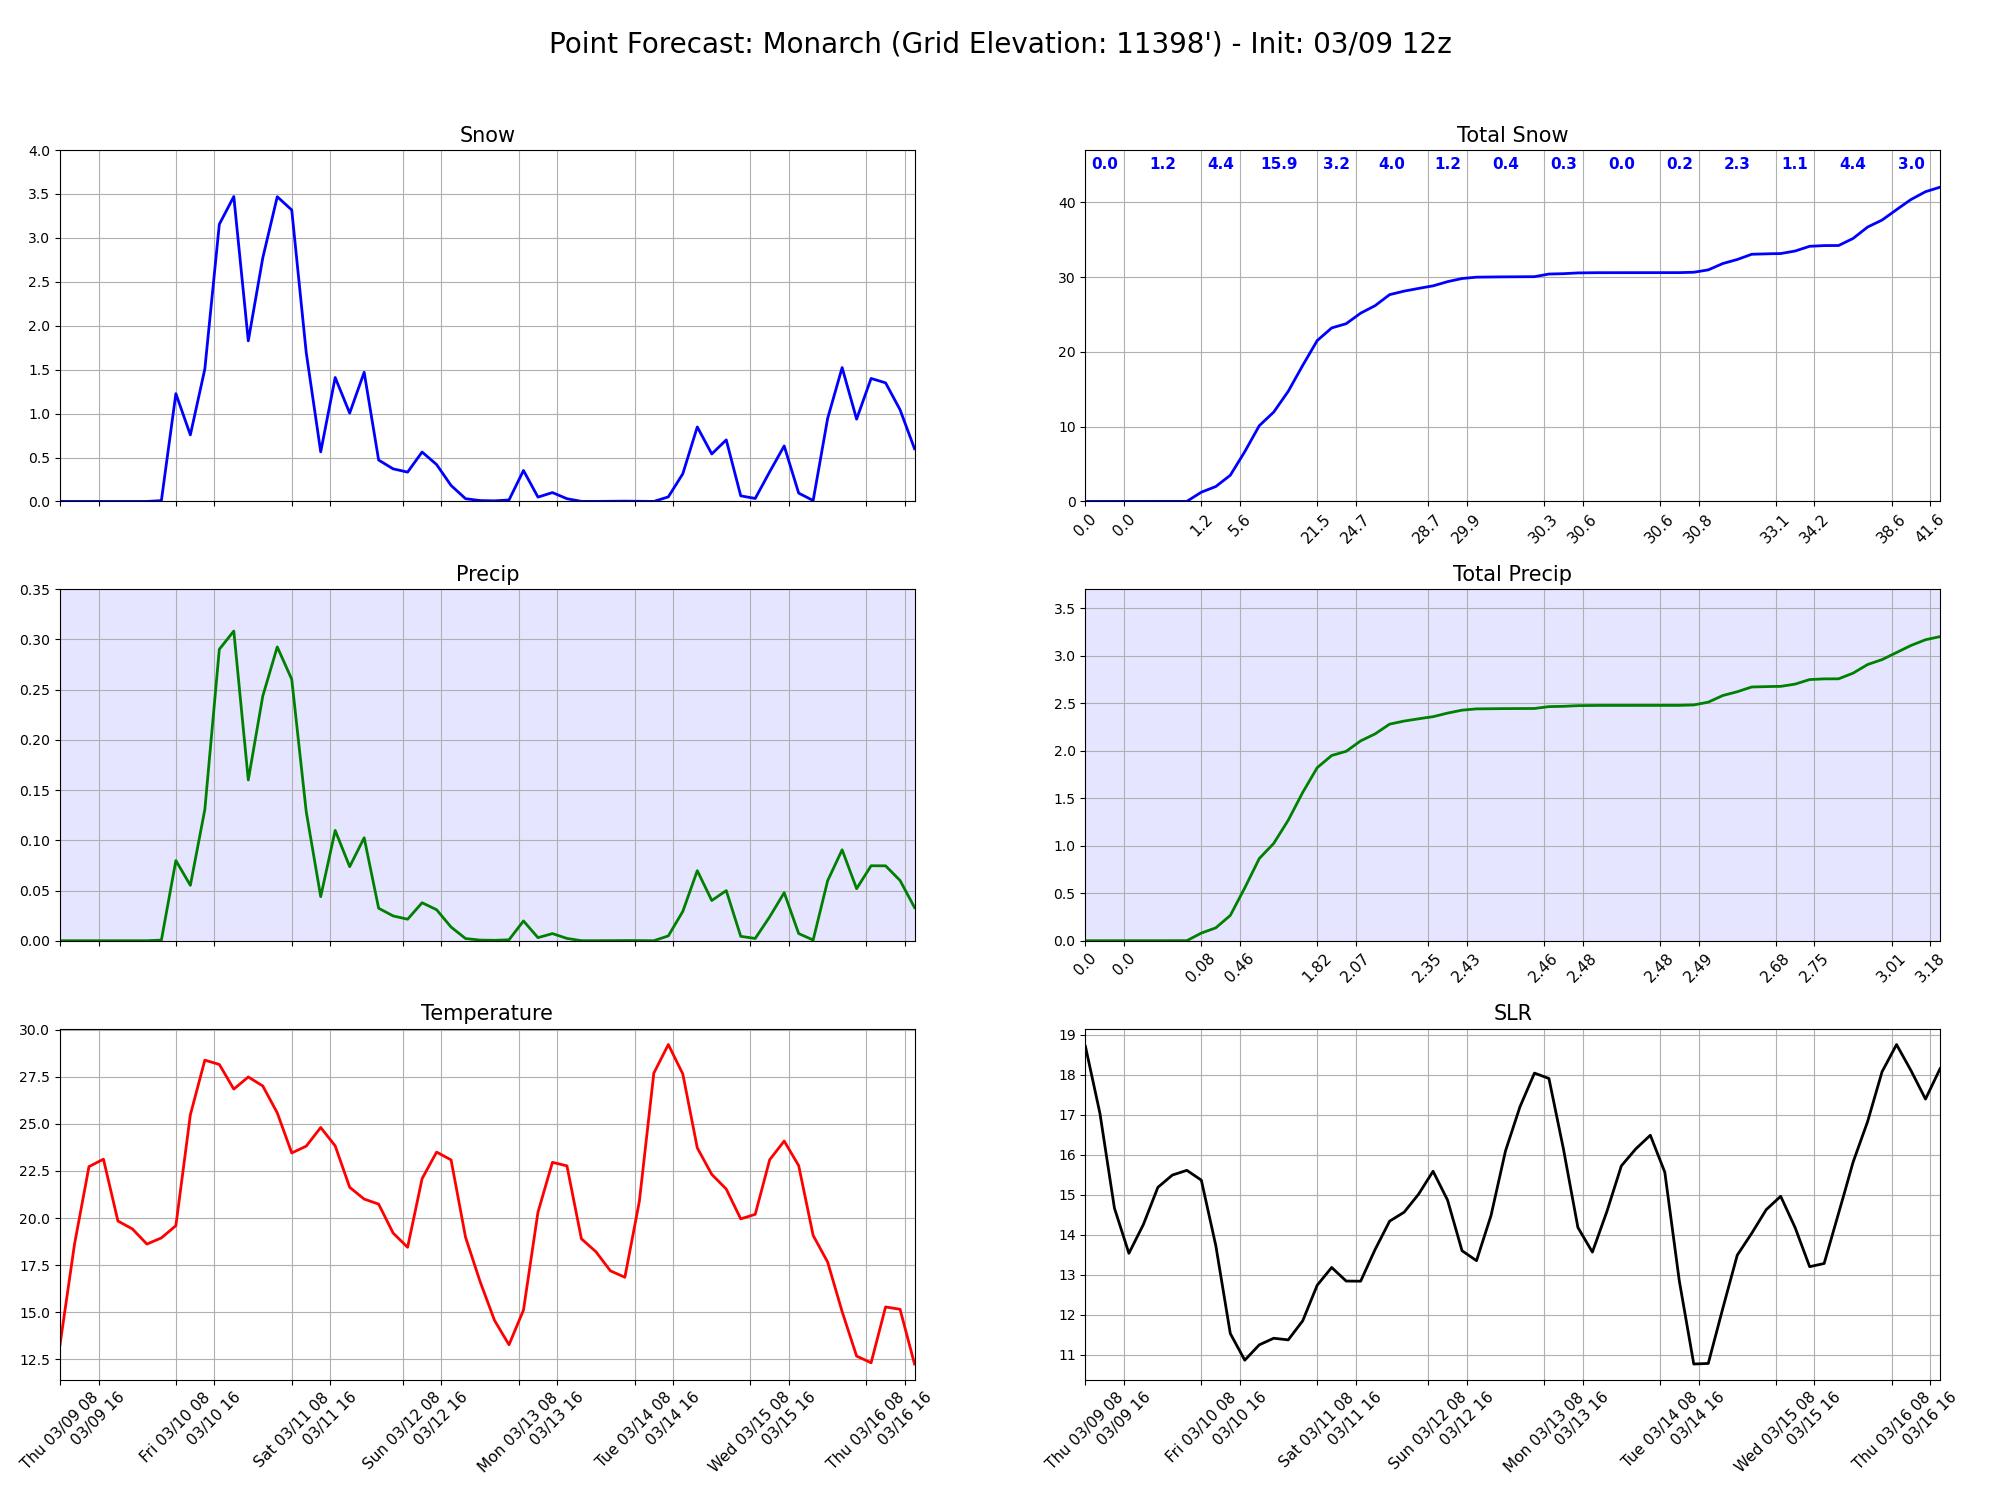 Point Forecast: Monarch (Grid Elevation: 11398') - Init: 03/09 12z
Snow
4.0
3.5
3.0
2.5
2.0
1.5
1.0
0.5
0.0
Total Snow
0.0 1.2 4.4 15.9 3.2 4.0 1.2 0.4 0.3 0.0 0.2 2.3 1.1 4.4 3.0
40
30
20
10
0
0.0 0.0 1.2 5.6 21.5 24.7 28.7 29.9 30.3 30.6 30.6 30.8 33.1 34.2 38.6 41.6
Precip
0.35
0.30
0.25
0.20
0.15
0.10
0.05
0.00
Total Precip
3.5
3.0
2.5
2.0
1.5
1.0
0.5
0.0
0.0 0.0 0.08 0.46 1.82 2.07 2.35 2.43 2.46 2.48 2.48 2.49 2.68 2.75 3.01 3.18
Temperature
30.0
27.5
25.0
22.5
20.0
17.5
15.0
12.5
Thu 03/09 08
03/09 16
Fri 03/10 08
03/10 16
Sat 03/11 08
03/11 16
Sun 03/12 08
03/12 16
Mon 03/13 08
03/13 16
Tue 03/14 08
03/14 16
Wed 03/15 08
03/15 16
Thu 03/16 08
03/16 16
SLR
19
18
17
16
15
14
13
12
11
Thu 03/09 08
03/09 16
Fri 03/10 08
03/10 16
Sat 03/11 08
03/11 16
Sun 03/12 08
03/12 16
Mon 03/13 08
03/13 16
Tue 03/14 08
03/14 16
Wed 03/15 08
03/15 16
Thu 03/16 08
03/16 16